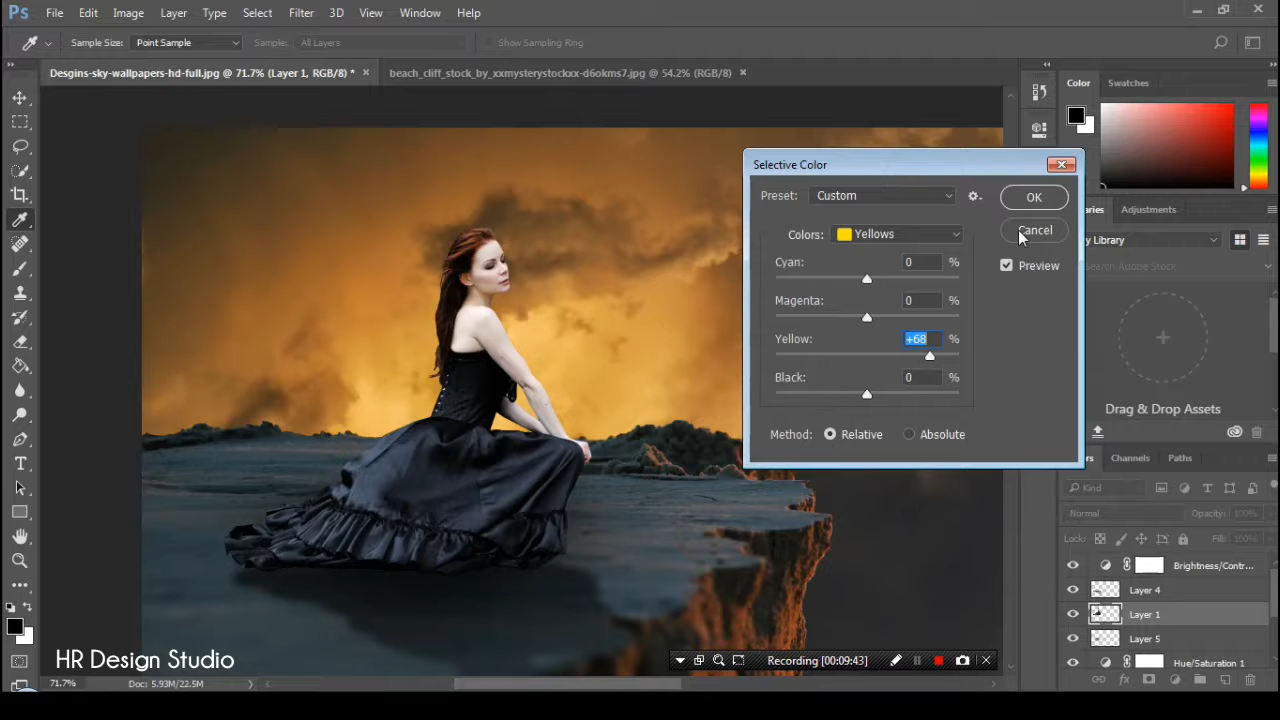 Ps File Edit Image Layer Type Select Filter 3D View Window Help
Sample Size: Point Sample Sample: All Layers Show Sampling Ring
Desgins-sky-wallpapers-hd-full.jpg @ 71.7% (Layer 1, RGB/8) * × beach_cliff_stock_by_xxmysterystockxx-d6okms7.jpg @ 54.2% (RGB/8) ×
Color Swatches
Selective Color
Preset: Custom OK
Colors: Yellows Cancel
Cyan: 0 %
Preview
Magenta: 0 %
Yellow: +68 %
Black: 0 %
Method: Relative Absolute
aries Adjustments
y Library
Search Adobe Stock
Drag & Drop Assets
ers Channels Paths
Kind
Normal Opacity: 100%
Lock: Fill: 100%
Brightness/Contr...
Layer 4
Layer 1
Layer 5
Hue/Saturation 1
HR Design Studio
Recording [00:09:43]
71.7% Doc: 5.93M/22.5M